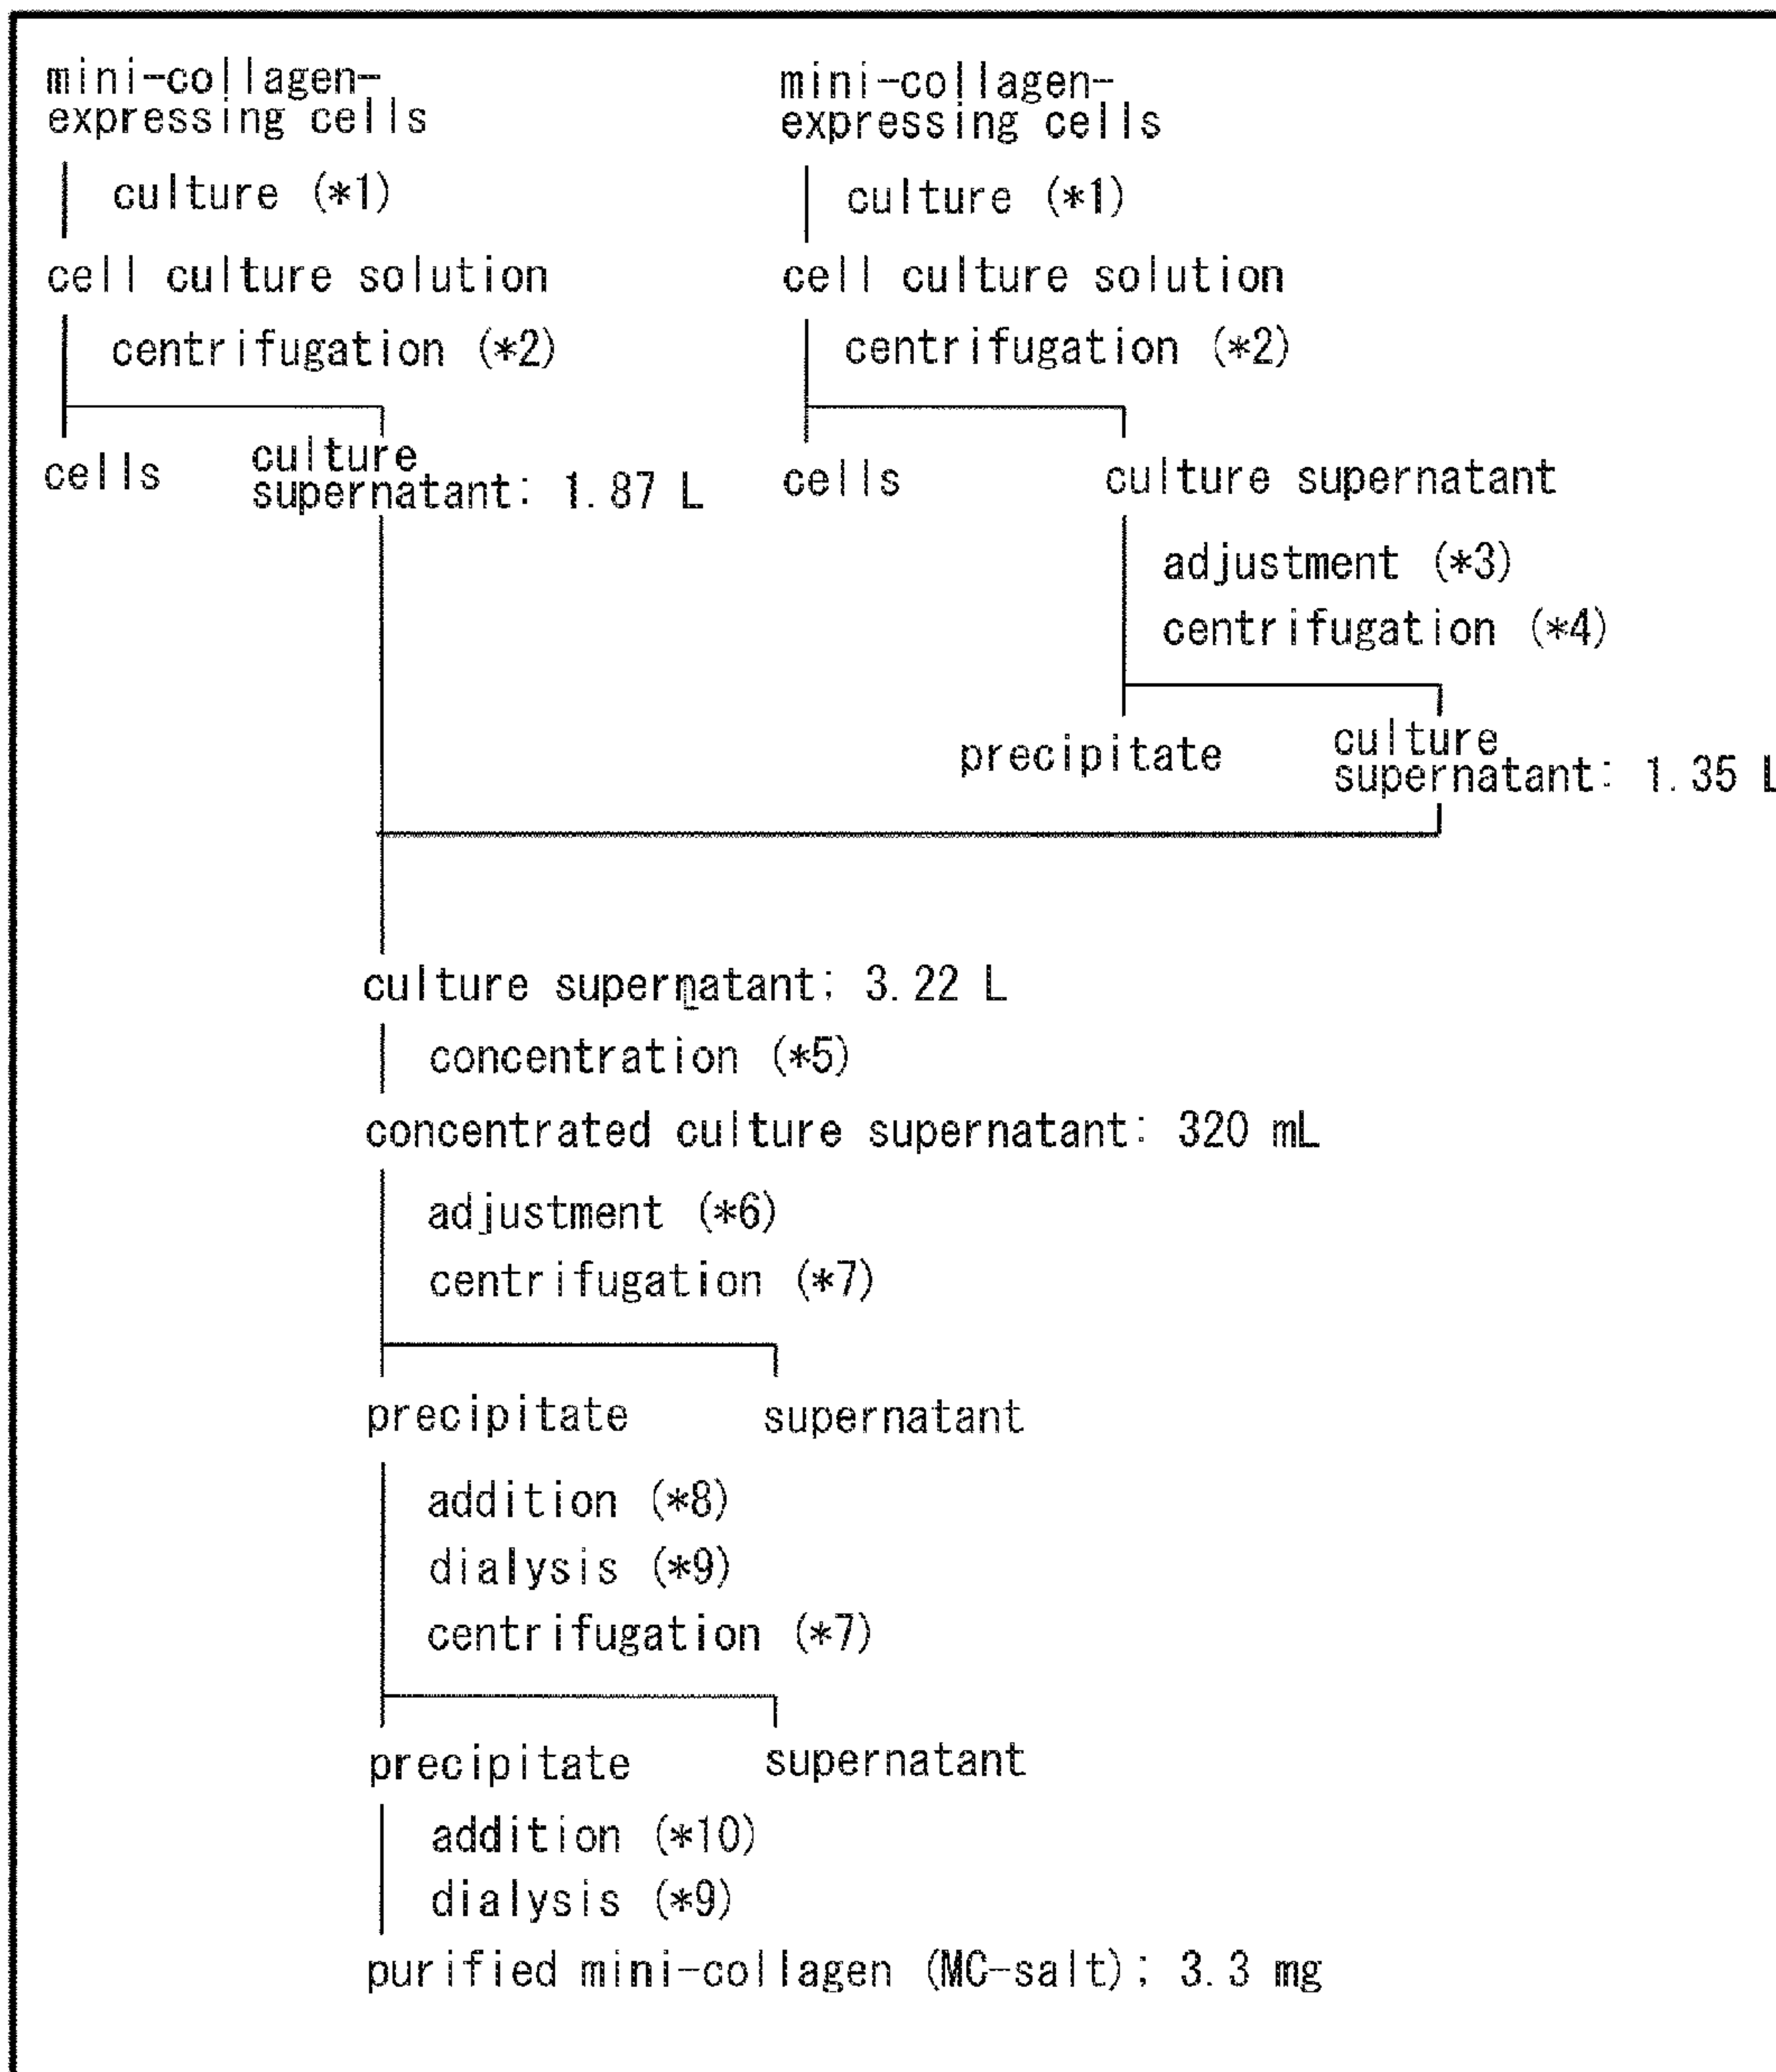 mini-collagen-
expressing cells
culture (*1)
cell culture solution
centrifugation (*2)
cells
culture
supernatant: 1.87 L
mini-collagen-
expressing cells
culture (*1)
cell culture solution
centrifugation (*2)
cells
culture supernatant
adjustment (*3)
centrifugation (*4)
precipitate
culture
supernatant: 1.35 L
culture supernatant; 3.22 L
concentration (*5)
concentrated culture supernatant: 320 mL
adjustment (*6)
centrifugation (*7)
precipitate
supernatant
addition (*8)
dialysis (*9)
centrifugation (*7)
precipitate
supernatant
addition (*10)
dialysis (*9)
purified mini-collagen (MC-salt); 3.3 mg